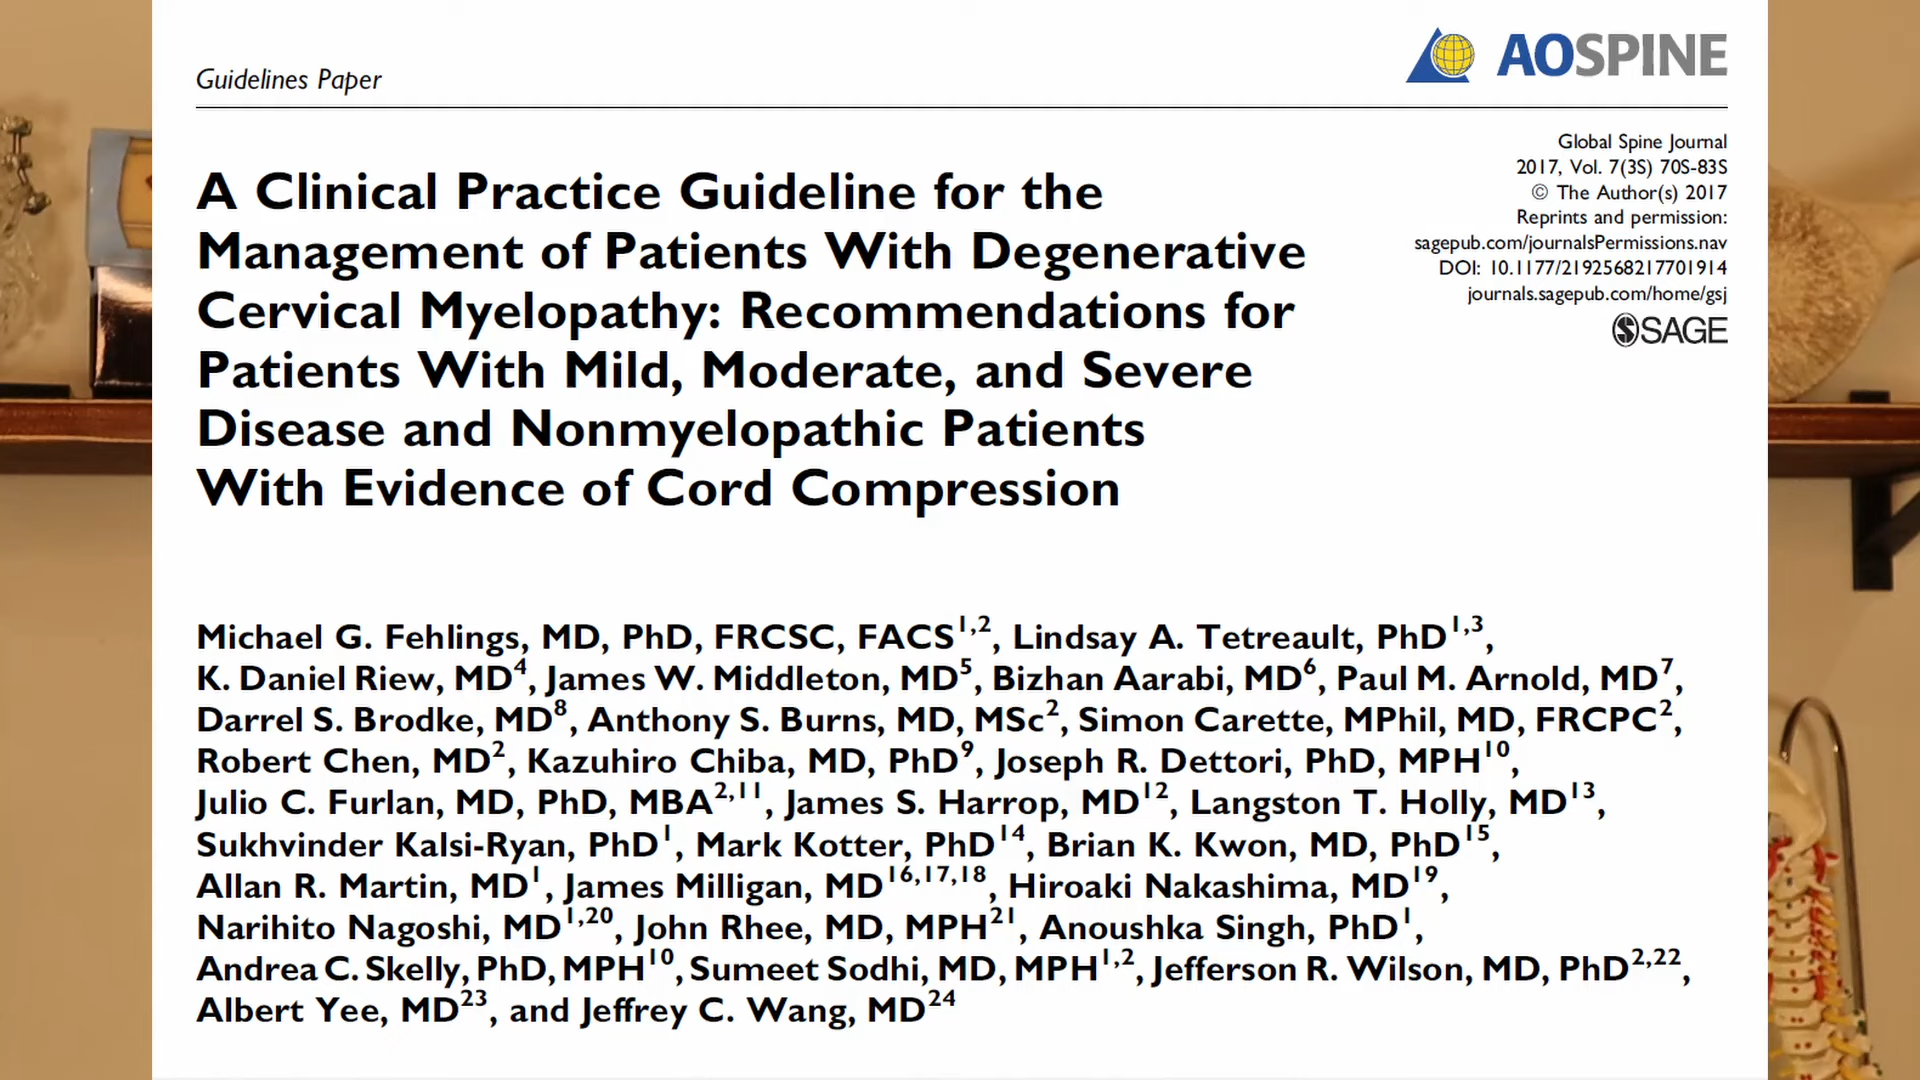 Guidelines Paper
AOSPINE
Global Spine Journal
2017, Vol. 7(3S) 70S-83S
© The Author(s) 2017
Reprints and permission:
sagepub.com/journalsPermissions.nav
DOI: 10.1177/2192568217701914
journals.sagepub.com/home/gsj
SAGE
A Clinical Practice Guideline for the
Management of Patients With Degenerative
Cervical Myelopathy: Recommendations for
Patients With Mild, Moderate, and Severe
Disease and Nonmyelopathic Patients
With Evidence of Cord Compression
Michael G. Fehlings, MD, PhD, FRCSC, FACS1,2, Lindsay A. Tetreault, PhD1,3,
K. Daniel Riew, MD4, James W. Middleton, MD5, Bizhan Aarabi, MD6, Paul M. Arnold, MD7,
Darrel S. Brodke, MD8, Anthony S. Burns, MD, MSc2, Simon Carette, MPhil, MD, FRCPC2,
Robert Chen, MD2, Kazuhiro Chiba, MD, PhD9, Joseph R. Dettori, PhD, MPH10,
Julio C. Furlan, MD, PhD, MBA2,11, James S. Harrop, MD12, Langston T. Holly, MD13,
Sukhvinder Kalsi-Ryan, PhD1, Mark Kotter, PhD14, Brian K. Kwon, MD, PhD15,
Allan R. Martin, MD1, James Milligan, MD16,17,18, Hiroaki Nakashima, MD19,
Narihito Nagoshi, MD1,20, John Rhee, MD, MPH21, Anoushka Singh, PhD1,
Andrea C. Skelly, PhD, MPH10, Sumeet Sodhi, MD, MPH1,2, Jefferson R. Wilson, MD, PhD2,22,
Albert Yee, MD23, and Jeffrey C. Wang, MD24